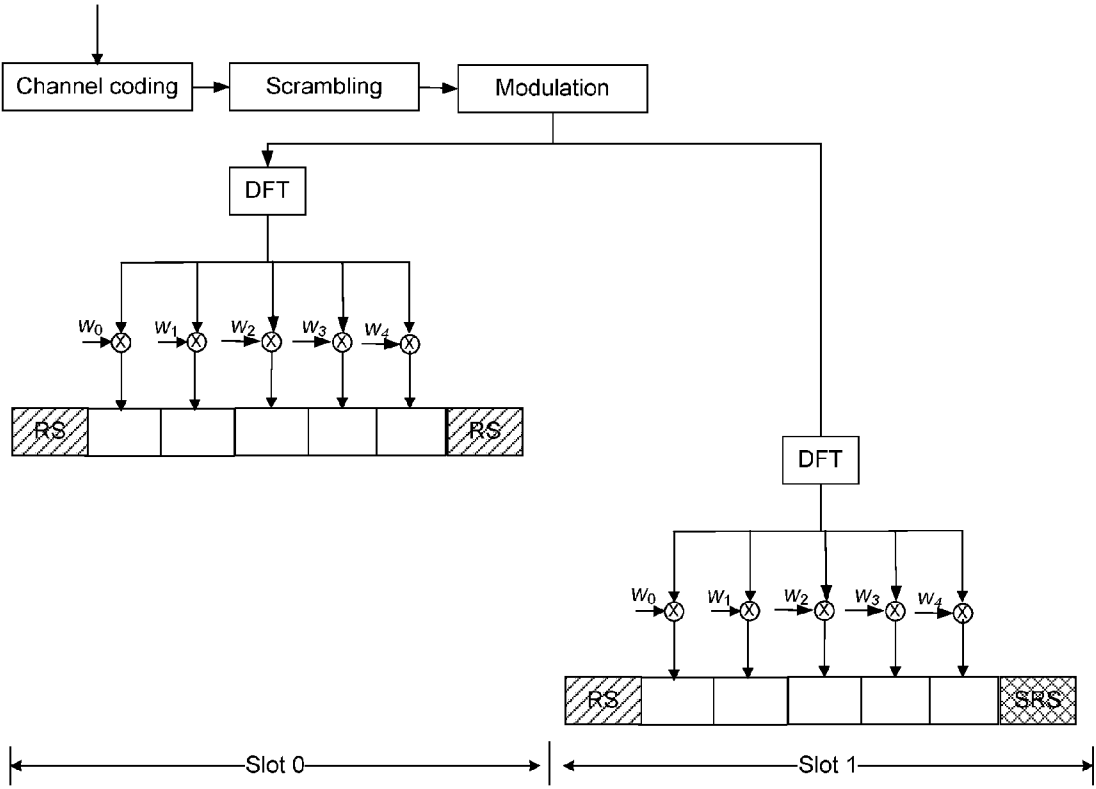 Channel coding Scrambling Modulation
DFT
w0 w1 w2 w3 w4
X X X X X
RS RS
DFT
w0 w1 w2 w3 w4
X X X X X
RS SRS
Slot 0 Slot 1